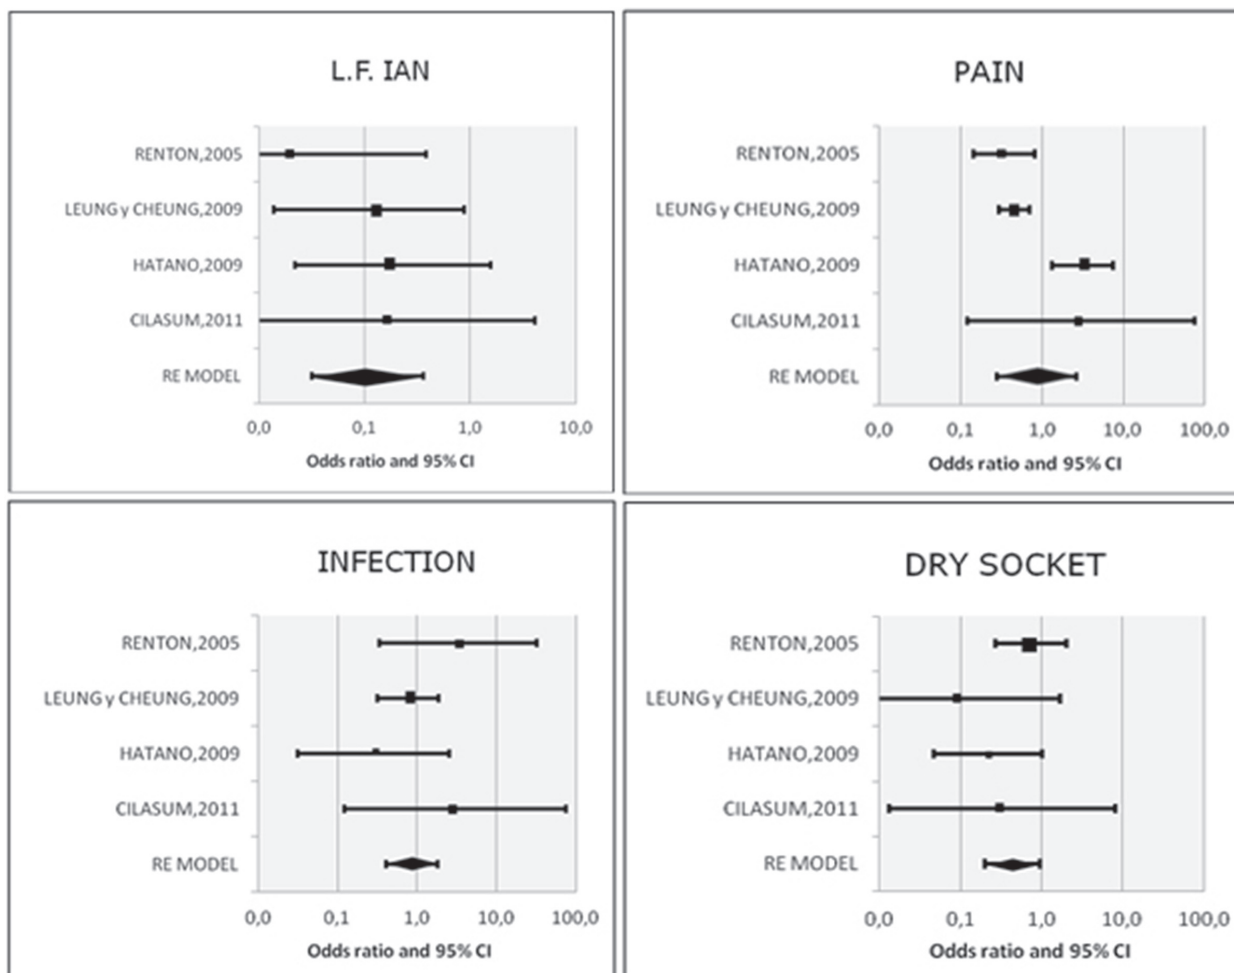 L.F. IAN
RENTON,2005
LEUNG y CHEUNG,2009
HATANO,2009
CILASUM,2011
RE MODEL
0,0 0,1 1,0 10,0
Odds ratio and 95% CI
PAIN
RENTON,2005
LEUNG y CHEUNG,2009
HATANO,2009
CILASUM,2011
RE MODEL
0,0 0,1 1,0 10,0 100,0
Odds ratio and 95% CI
INFECTION
RENTON,2005
LEUNG y CHEUNG,2009
HATANO,2009
CILASUM,2011
RE MODEL
0,0 0,1 1,0 10,0 100,0
Odds ratio and 95% CI
DRY SOCKET
RENTON,2005
LEUNG y CHEUNG,2009
HATANO,2009
CILASUM,2011
RE MODEL
0,0 0,1 1,0 10,0 100,0
Odds ratio and 95% CI